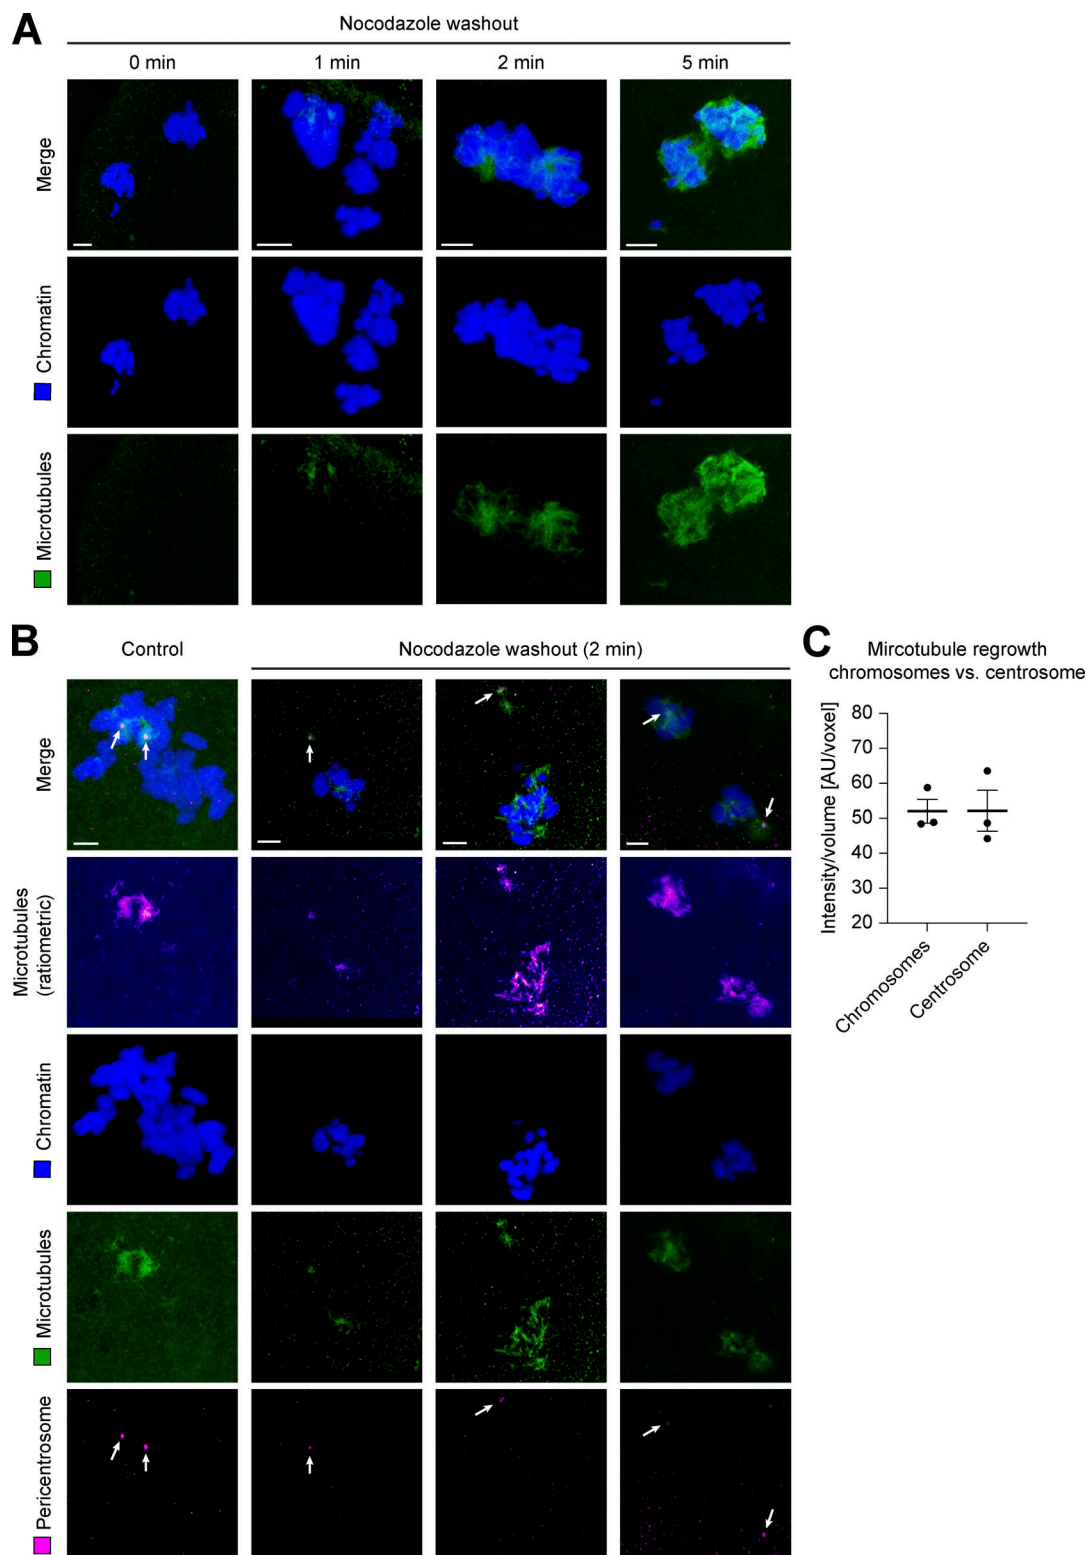 A
Nocodazole washout
0 min
1 min
2 min
5 min
Merge
Chromatin
Microtubules
B
Control
Nocodazole washout (2 min)
Merge
Microtubules
(ratiometric)
Chromatin
Microtubules
Pericentrosome
C
Mircotubule regrowth
chromosomes vs. centrosome
Intensity/volume [AU/voxel]
80
70
60
50
40
30
20
Chromosomes
Centrosome